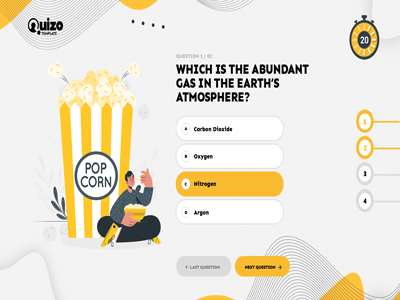 Quizo
TEMPLATE
20
QUESTION 1 / 02
WHICH IS THE ABUNDANT
GAS IN THE EARTH'S
ATMOSPHERE?
A Carbon Dioxide
B Oxygen
C Nitrogen
D Argon
POP
CORN
1
2
3
4
← LAST QUESTION
NEXT QUESTION →